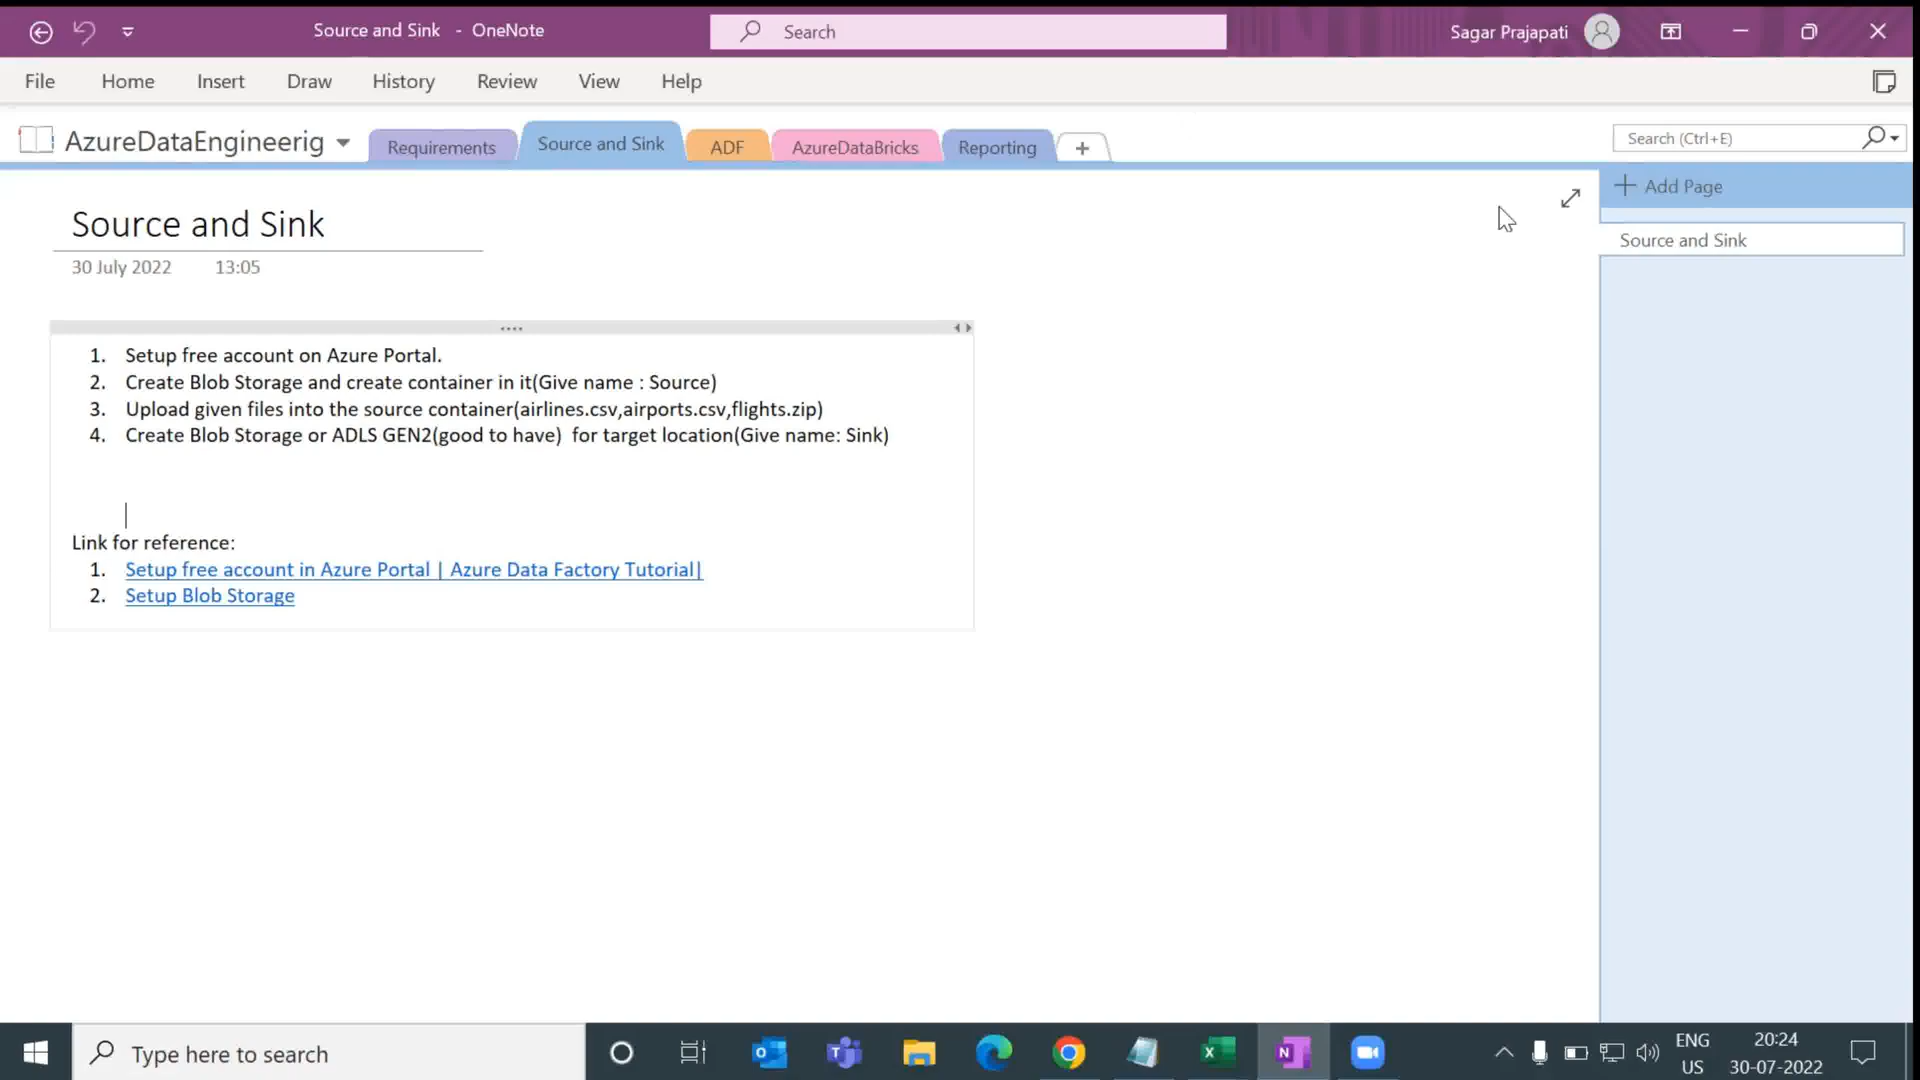 Source and Sink - OneNote
Search
Sagar Prajapati
File Home Insert Draw History Review View Help
AzureDataEngineerig
Requirements
Source and Sink
ADF
AzureDataBricks
Reporting
+
Search (Ctrl+E)
Add Page
Source and Sink
Source and Sink
30 July 2022 13:05
1. Setup free account on Azure Portal.
2. Create Blob Storage and create container in it(Give name : Source)
3. Upload given files into the source container(airlines.csv,airports.csv,flights.zip)
4. Create Blob Storage or ADLS GEN2(good to have) for target location(Give name: Sink)
Link for reference:
1. Setup free account in Azure Portal | Azure Data Factory Tutorial|
2. Setup Blob Storage
Type here to search
ENG
US
20:24
30-07-2022